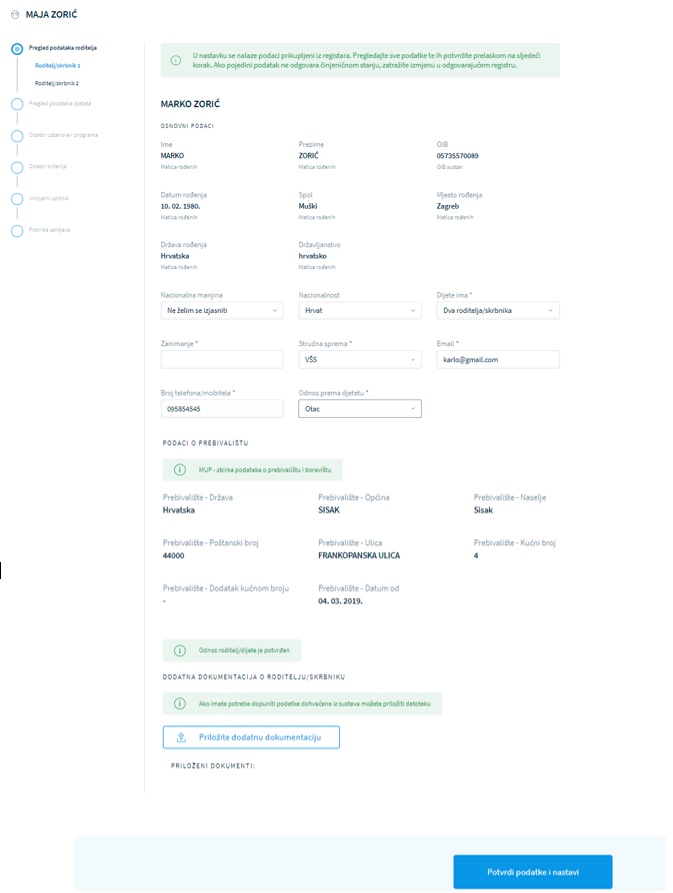 MAJA ZORIĆ
Pregled podataka roditelja
Roditelj/skrbnik 1
Roditelj/skrbnik 2
Pregled podataka djeteta
Odabir ustanove i programa
Odabir kriterija
Inicijalni upitnik
Potvrda zahtjeva
U nastavku se nalaze podaci prikupljeni iz registara. Pregledajte sve podatke te ih potvrdite prelaskom na sljedeći
korak. Ako pojedini podatak ne odgovara činjeničnom stanju, zatražite izmjenu u odgovarajućem registru.
MARKO ZORIĆ
OSNOVNI PODACI
Ime Prezime OIB
MARKO ZORIĆ 05735570089
Matica rođenih Matica rođenih OIB sustav
Datum rođenja Spol Mjesto rođenja
10. 02. 1980. Muški Zagreb
Matica rođenih Matica rođenih Matica rođenih
Država rođenja Državljanstvo
Hrvatska hrvatsko
Matica rođenih Matica rođenih
Nacionalna manjina Nacionalnost Dijete ima *
Ne želim se izjasniti Hrvat Dva roditelja/skrbnika
Zanimanje * Stručna sprema * Email *
VŠS karlo@gmail.com
Broj telefona/mobitela * Odnos prema djetetu *
095854545 Otac
PODACI O PREBIVALIŠTU
MUP - zbirka podataka o prebivalištu i boravištu
Prebivalište - Država Prebivalište - Općina Prebivalište - Naselje
Hrvatska SISAK Sisak
Prebivalište - Poštanski broj Prebivalište - Ulica Prebivalište - Kućni broj
44000 FRANKOPANSKA ULICA 4
Prebivalište - Dodatak kućnom broju Prebivalište - Datum od
- 04. 03. 2019.
Odnos roditelj/dijete je potvrđen
DODATNA DOKUMENTACIJA O RODITELJU/SKRBNIKU
Ako imate potrebe dopuniti podatke dohvaćene iz sustava možete priložiti datoteku
Priložite dodatnu dokumentaciju
PRILOŽENI DOKUMENTI:
Potvrdi podatke i nastavi